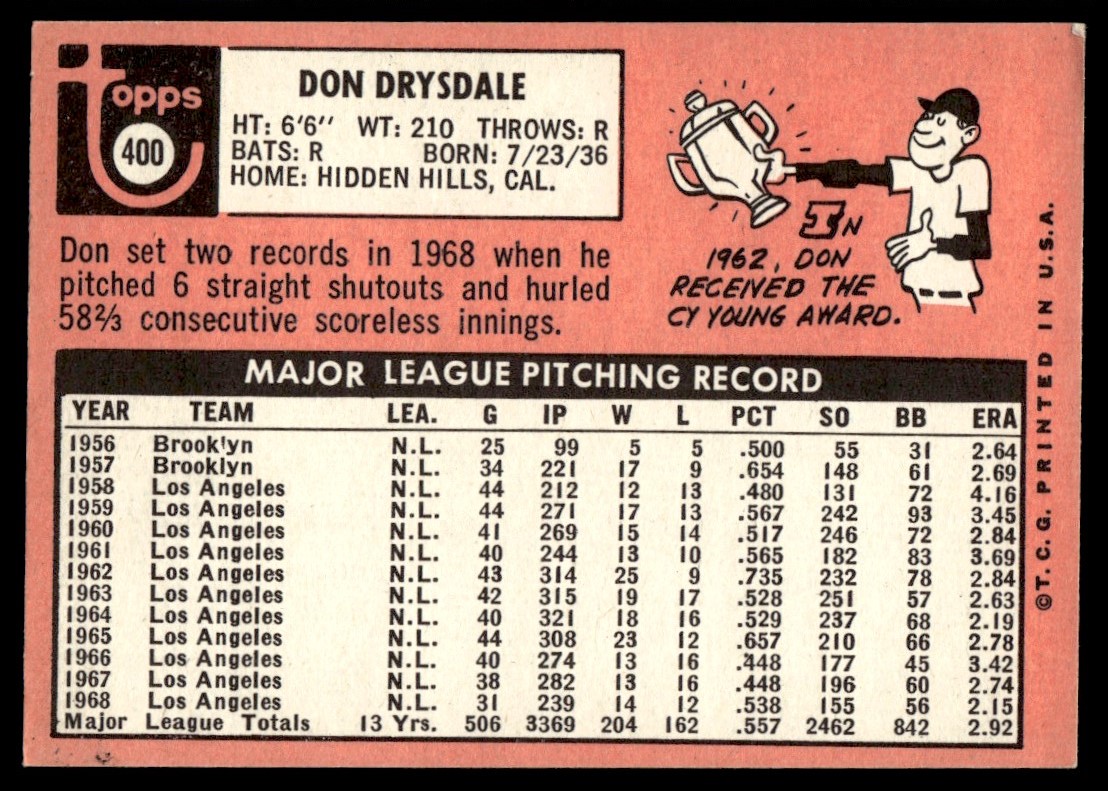 topps
400
DON DRYSDALE
HT: 6'6'' WT: 210 THROWS: R
BATS: R BORN: 7/23/36
HOME: HIDDEN HILLS, CAL.
Don set two records in 1968 when he
pitched 6 straight shutouts and hurled
58⅔ consecutive scoreless innings.
IN
1962, DON
RECEIVED THE
CY YOUNG AWARD.
MAJOR LEAGUE PITCHING RECORD
YEAR TEAM LEA. G IP W L PCT SO BB ERA
1956 Brooklyn N.L. 25 99 5 5 .500 55 31 2.64
1957 Brooklyn N.L. 34 221 17 9 .654 148 61 2.69
1958 Los Angeles N.L. 44 212 12 13 .480 131 72 4.16
1959 Los Angeles N.L. 44 271 17 13 .567 242 93 3.45
1960 Los Angeles N.L. 41 269 15 14 .517 246 72 2.84
1961 Los Angeles N.L. 40 244 13 10 .565 182 83 3.69
1962 Los Angeles N.L. 43 314 25 9 .735 232 78 2.84
1963 Los Angeles N.L. 42 315 19 17 .528 251 57 2.63
1964 Los Angeles N.L. 40 321 18 16 .529 237 68 2.19
1965 Los Angeles N.L. 44 308 23 12 .657 210 66 2.78
1966 Los Angeles N.L. 40 274 13 16 .448 177 45 3.42
1967 Los Angeles N.L. 38 282 13 16 .448 196 60 2.74
1968 Los Angeles N.L. 31 239 14 12 .538 155 56 2.15
Major League Totals 13 Yrs. 506 3369 204 162 .557 2462 842 2.92
©T.C.G. PRINTED IN U.S.A.